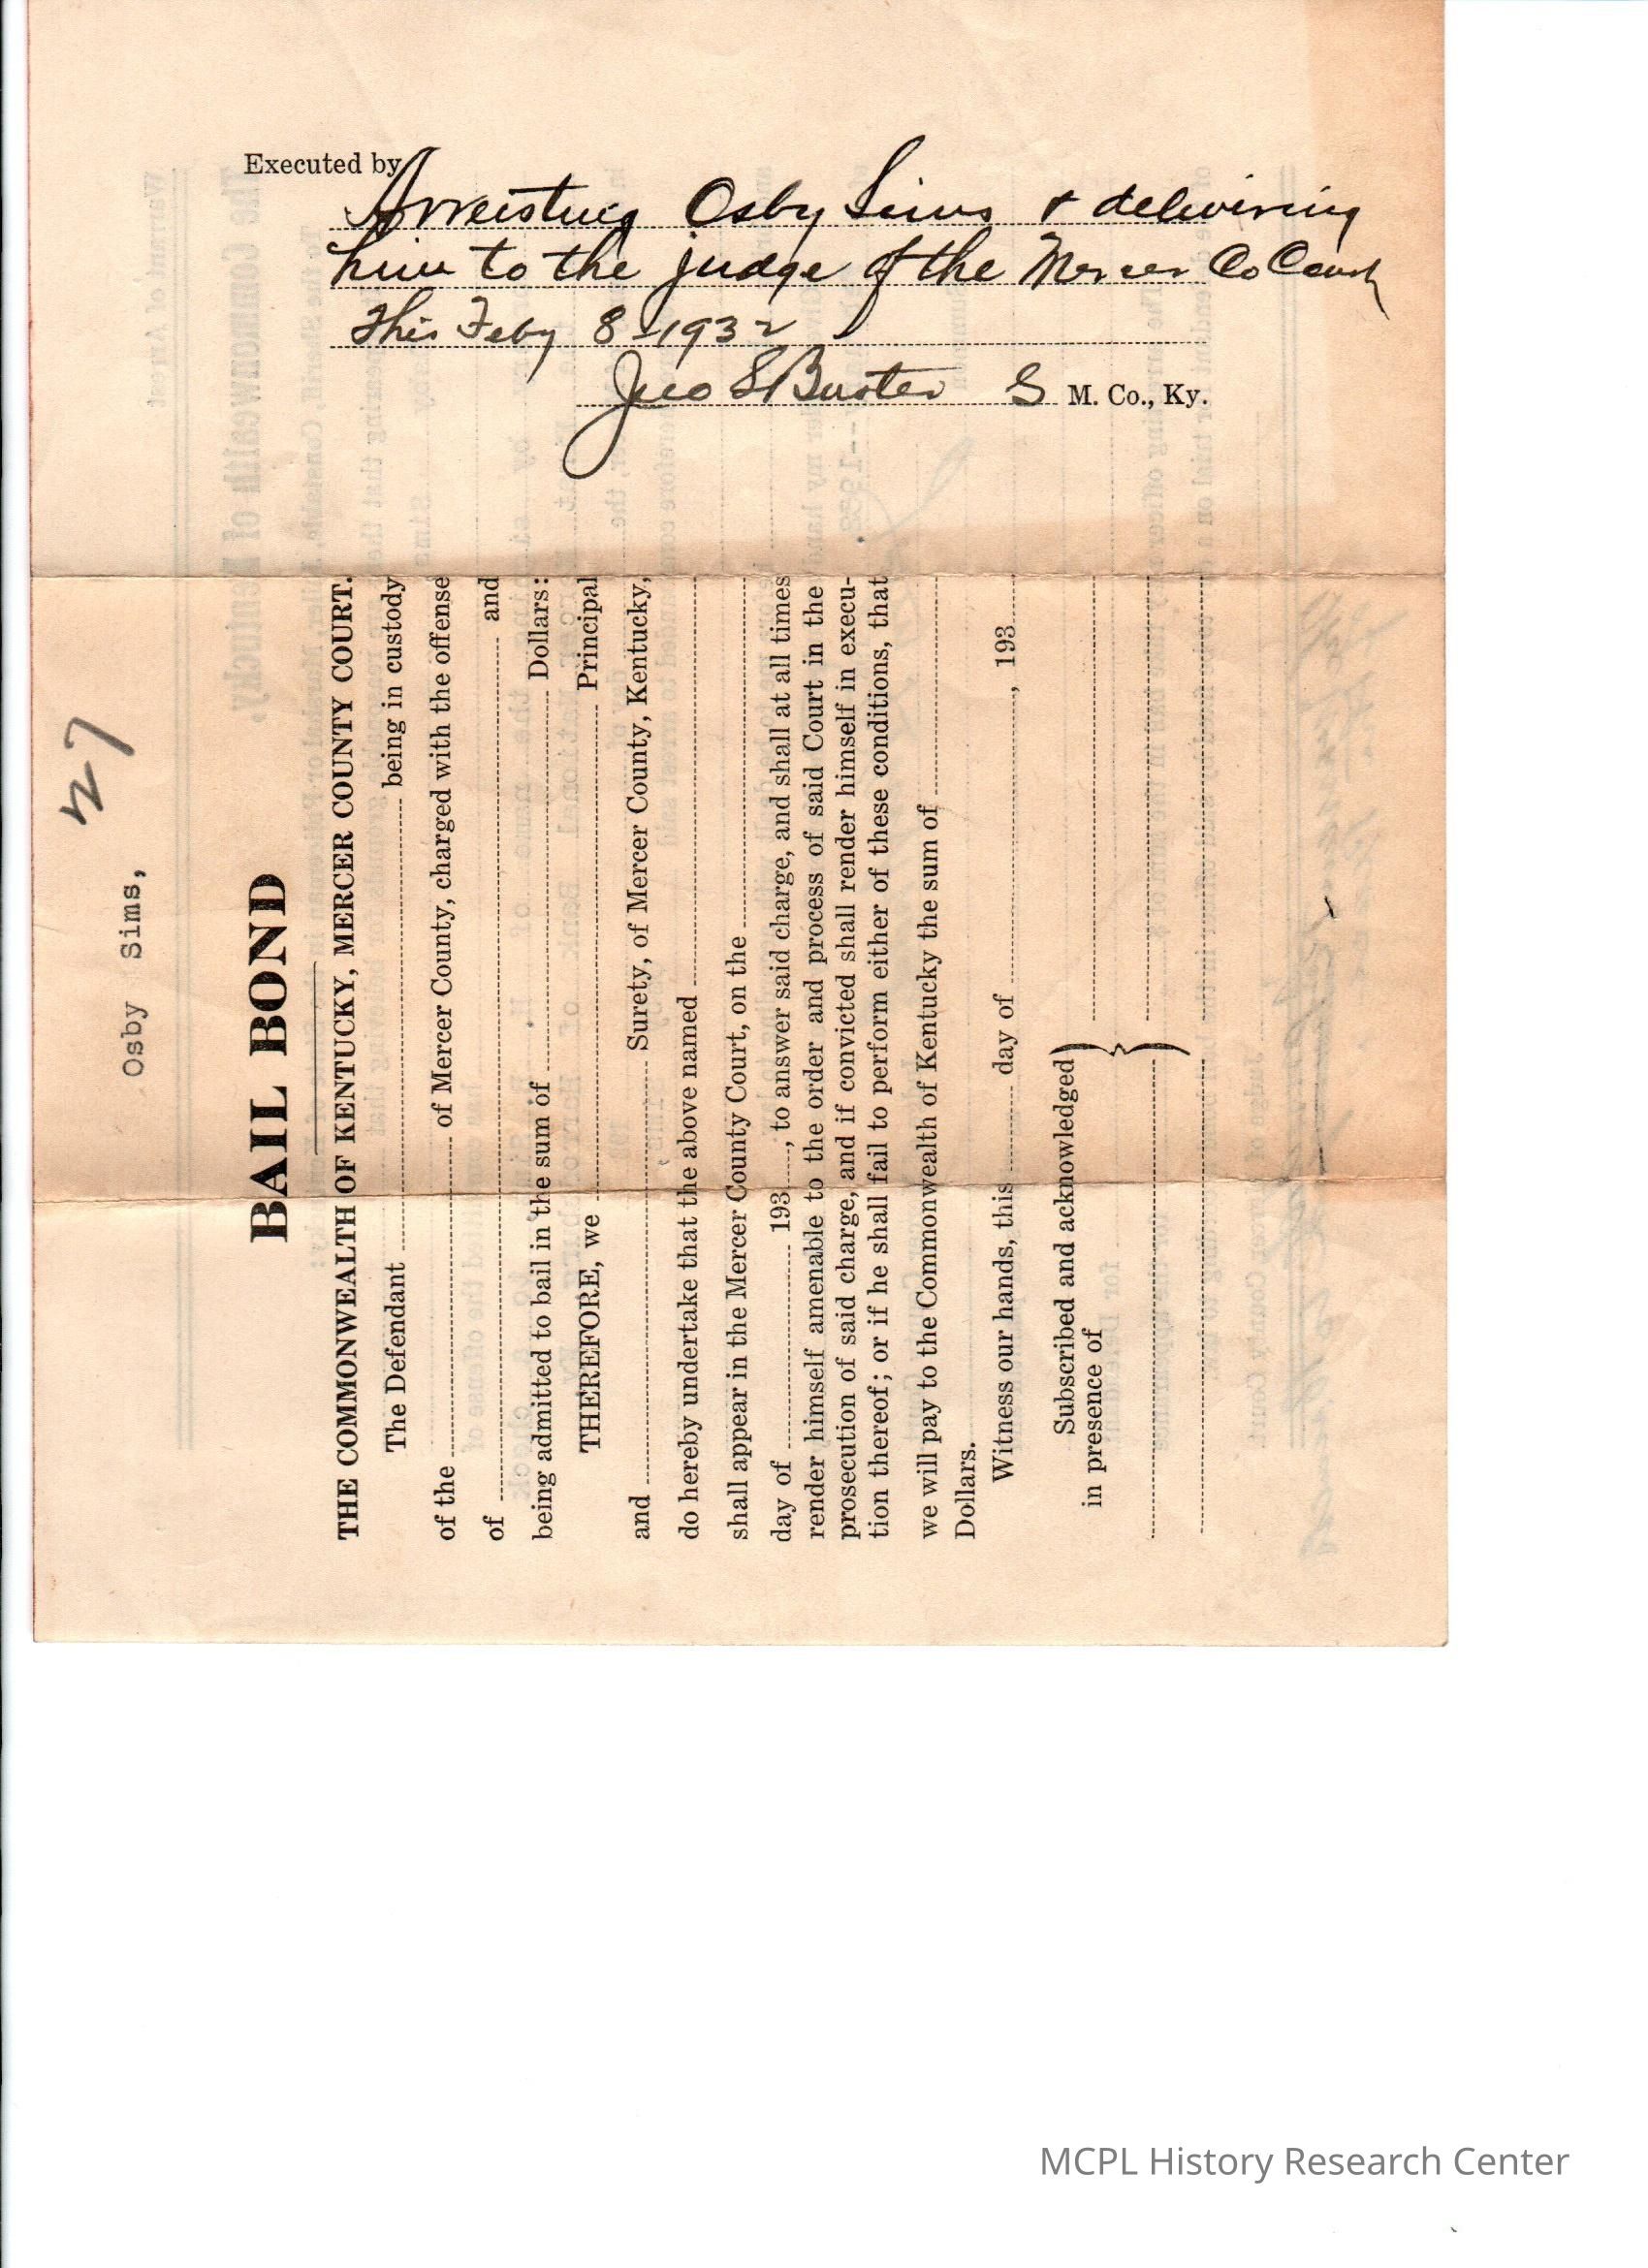 Executed by
Arreisting Osby Sims & delivering
him to the judge of the Mercer Co Court
This Feby 8-1932
Geo S Buster S M. Co., Ky.
27
Osby Sims,
BAIL BOND
THE COMMONWEALTH OF KENTUCKY, MERCER COUNTY COURT.
The Defendant being in custody
of the of Mercer County, charged with the offense
of and
being admitted to bail in the sum of Dollars:
THEREFORE, we Principal
and Surety, of Mercer County, Kentucky,
do hereby undertake that the above named
shall appear in the Mercer County Court, on the
day of 193 , to answer said charge, and shall at all times
render himself amenable to the order and process of said Court in the
prosecution of said charge, and if convicted shall render himself in execu-
tion thereof; or if he shall fail to perform either of these conditions, that
we will pay to the Commonwealth of Kentucky the sum of
Dollars.
Witness our hands, this day of , 193
Subscribed and acknowledged
in presence of
MCPL History Research Center